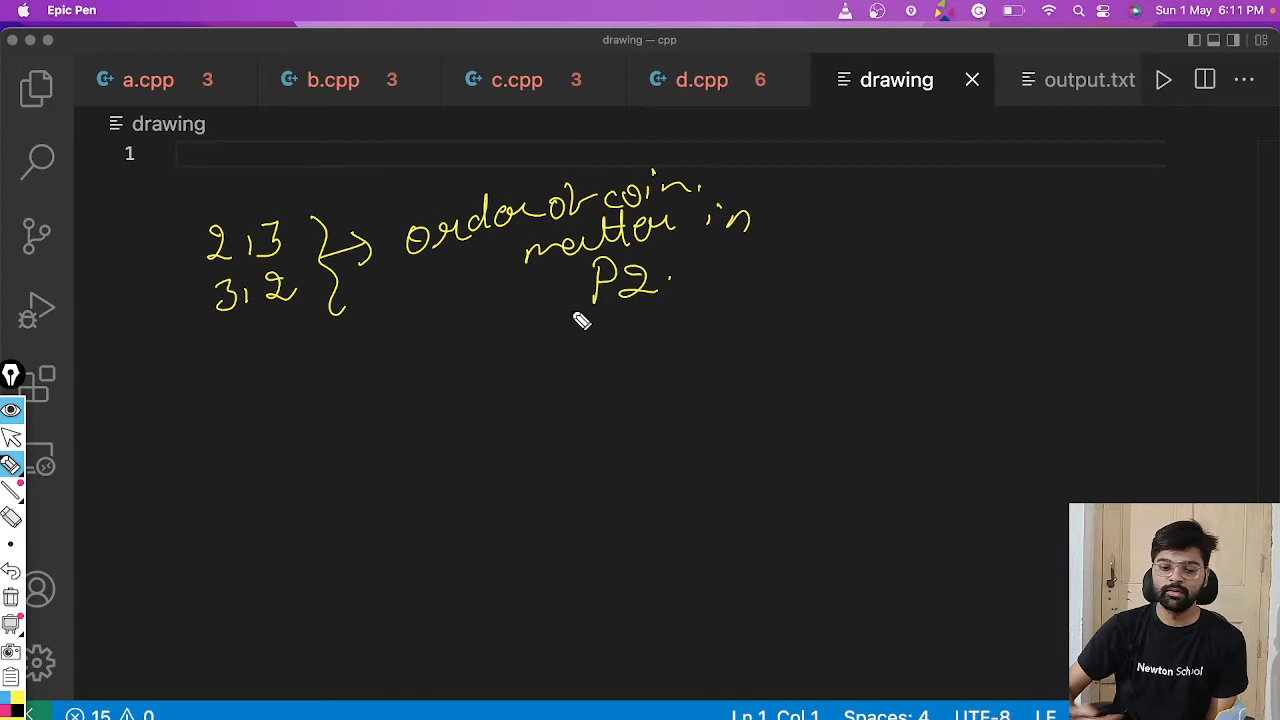 Epic Pen
Sun 1 May 6:11 PM
drawing — cpp
a.cpp 3
b.cpp 3
c.cpp 3
d.cpp 6
drawing
output.txt
drawing
1
2,3
3,2
order of coin.
matter in
P2.
Newton School
15 0
Ln 1, Col 1 Spaces: 4 UTF-8 LF